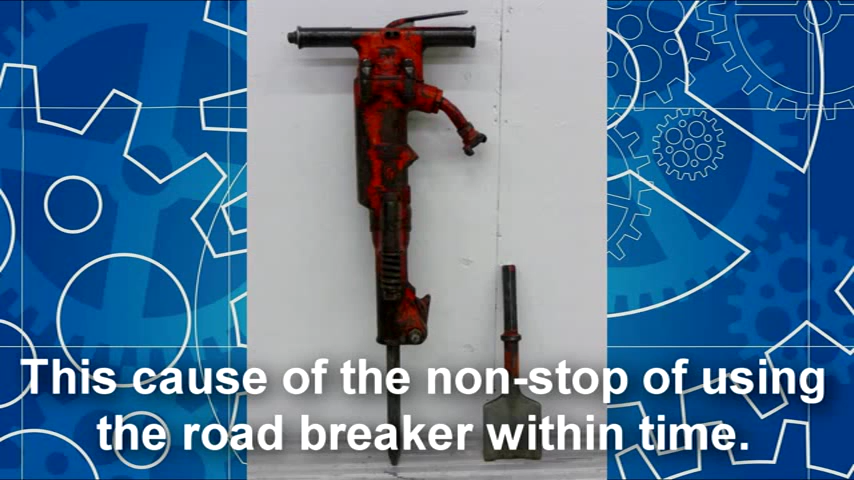 This cause of the non-stop of using
the road breaker within time.